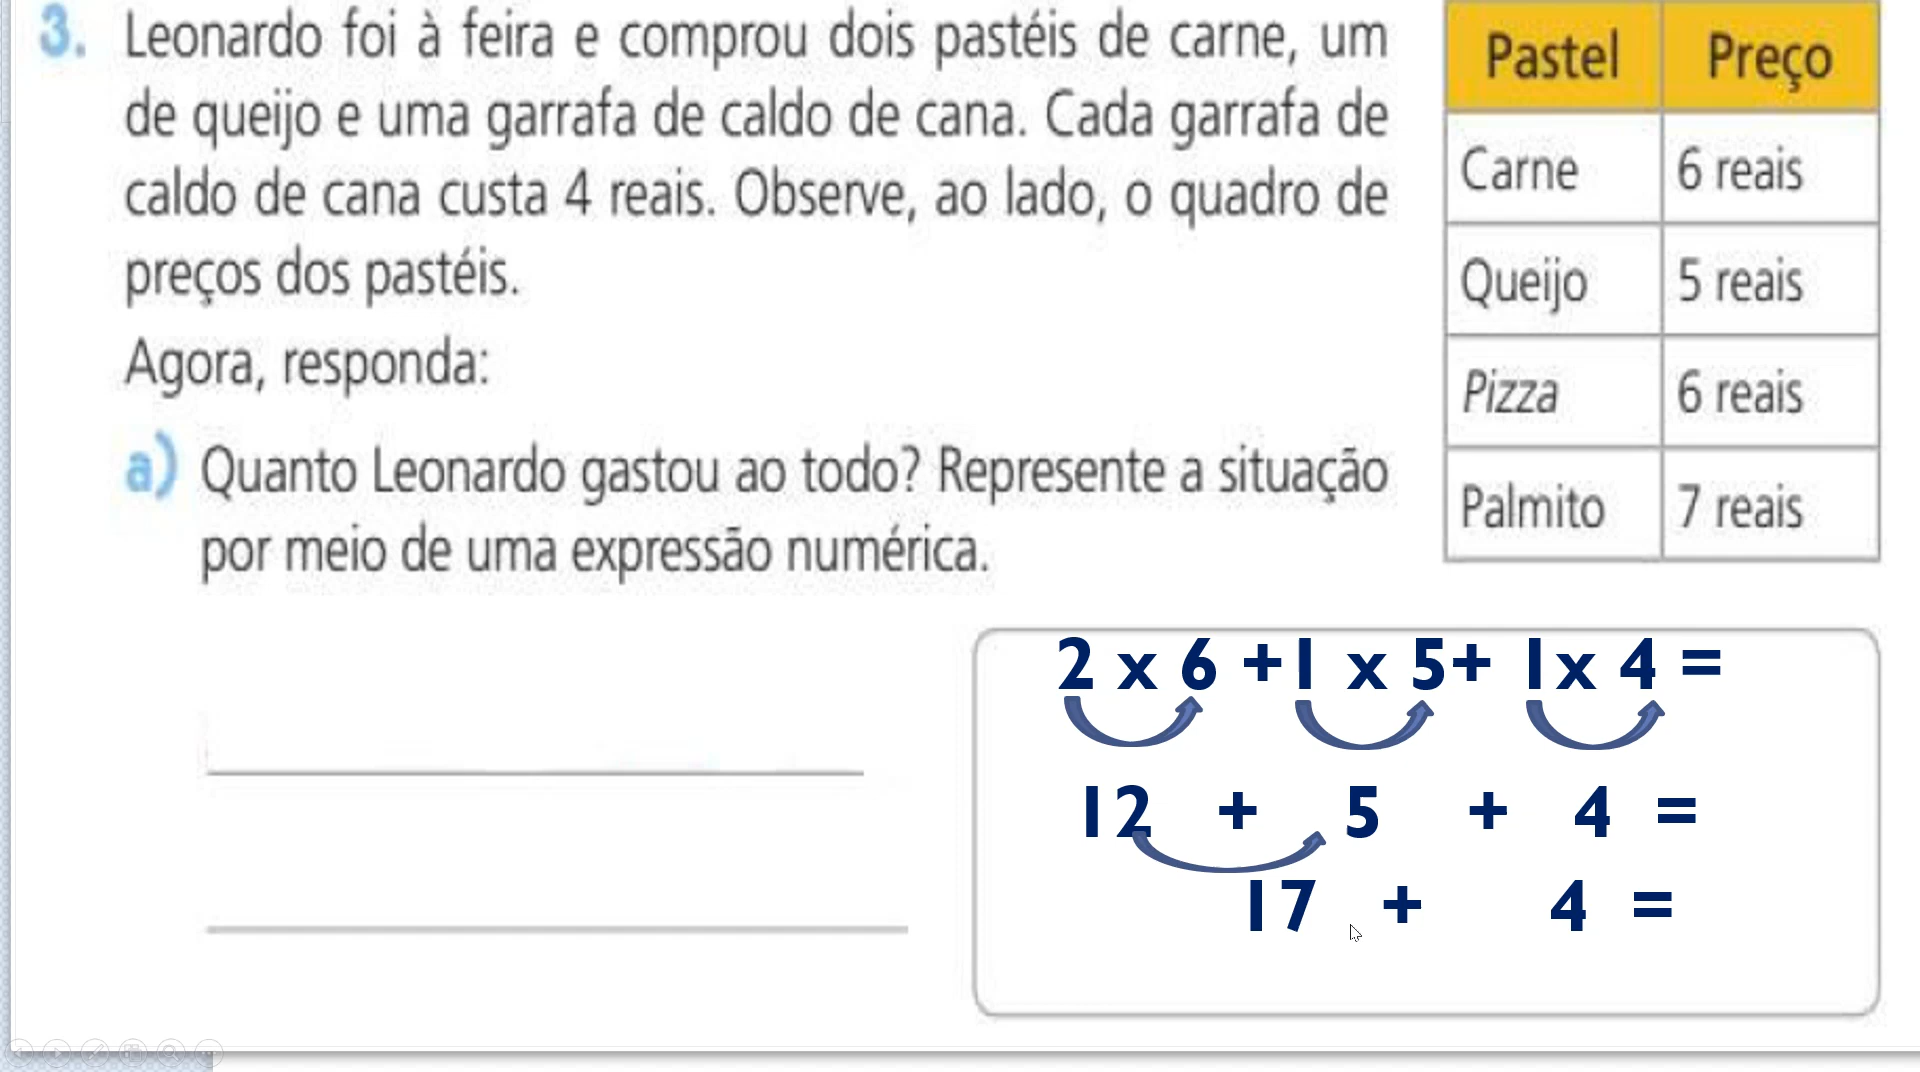 3. Leonardo foi à feira e comprou dois pastéis de carne, um
de queijo e uma garrafa de caldo de cana. Cada garrafa de
caldo de cana custa 4 reais. Observe, ao lado, o quadro de
preços dos pastéis.
Agora, responda:
a) Quanto Leonardo gastou ao todo? Represente a situação
por meio de uma expressão numérica.
Pastel Preço
Carne 6 reais
Queijo 5 reais
Pizza 6 reais
Palmito 7 reais
2 x 6 +1 x 5+ 1x 4 =
12 + 5 + 4 =
17 + 4 =